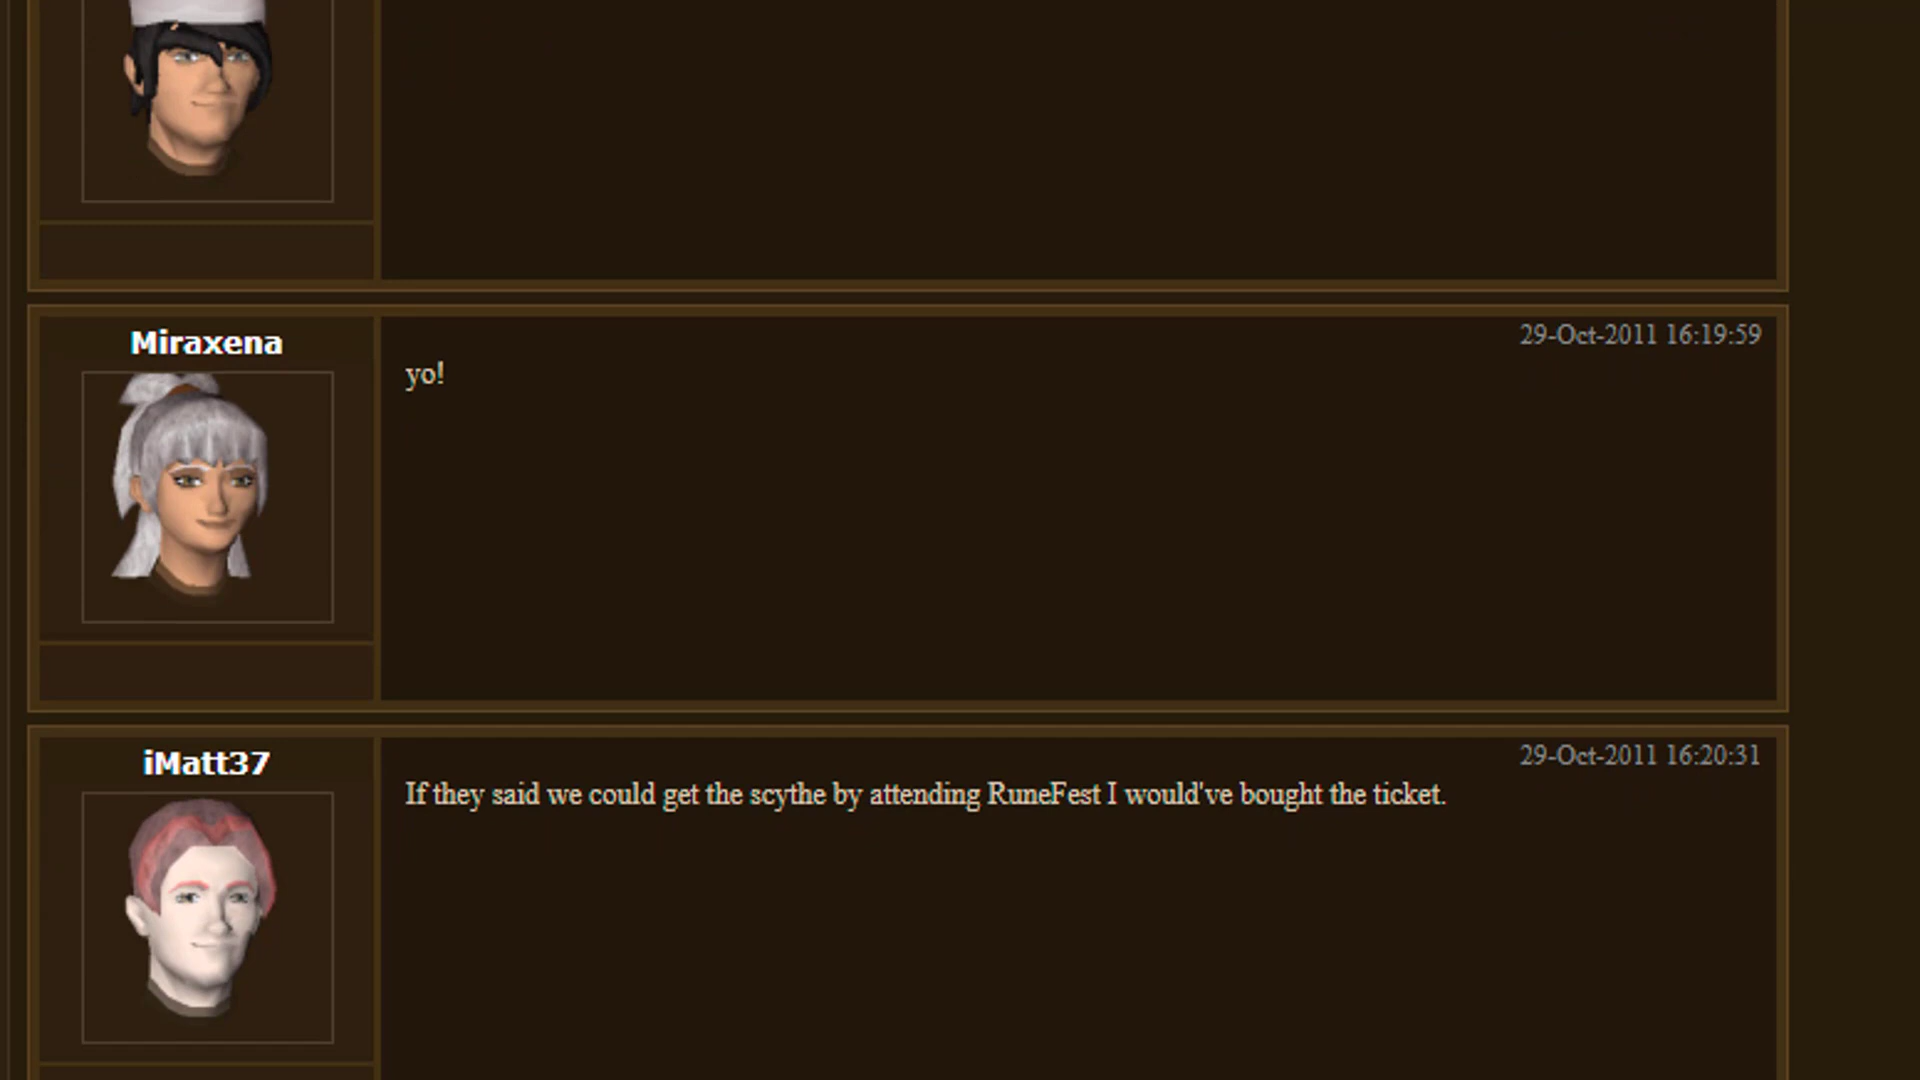 Miraxena
29-Oct-2011 16:19:59
yo!
iMatt37
29-Oct-2011 16:20:31
If they said we could get the scythe by attending RuneFest I would've bought the ticket.